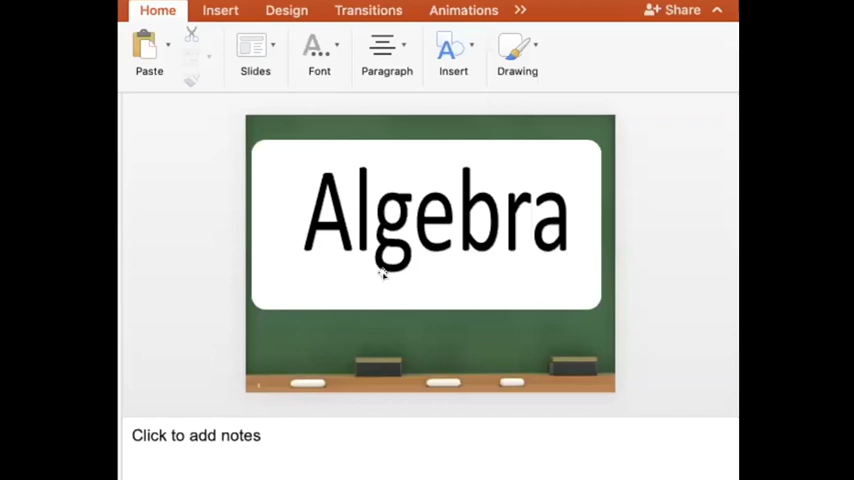 Home Insert Design Transitions Animations >> Share
Paste Slides Font Paragraph Insert Drawing
Algebra
Click to add notes